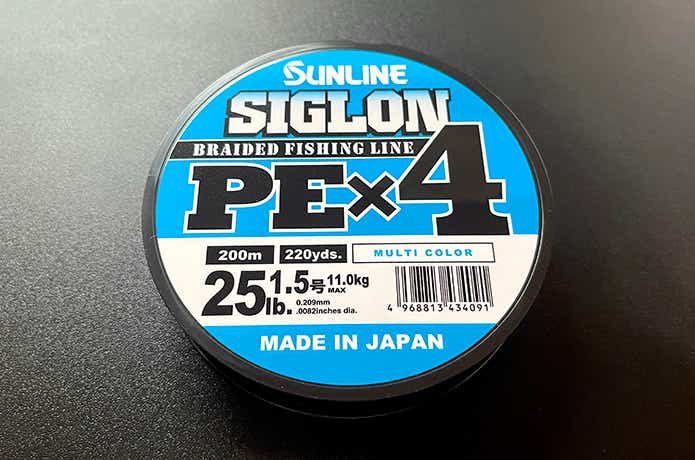 SUNLINE
SIGLON
BRAIDED FISHING LINE
PE×4
200m 220yds. MULTI COLOR
25lb. 1.5号 11.0kg MAX
0.209mm
.0082inches dia.
4 968813 434091
MADE IN JAPAN